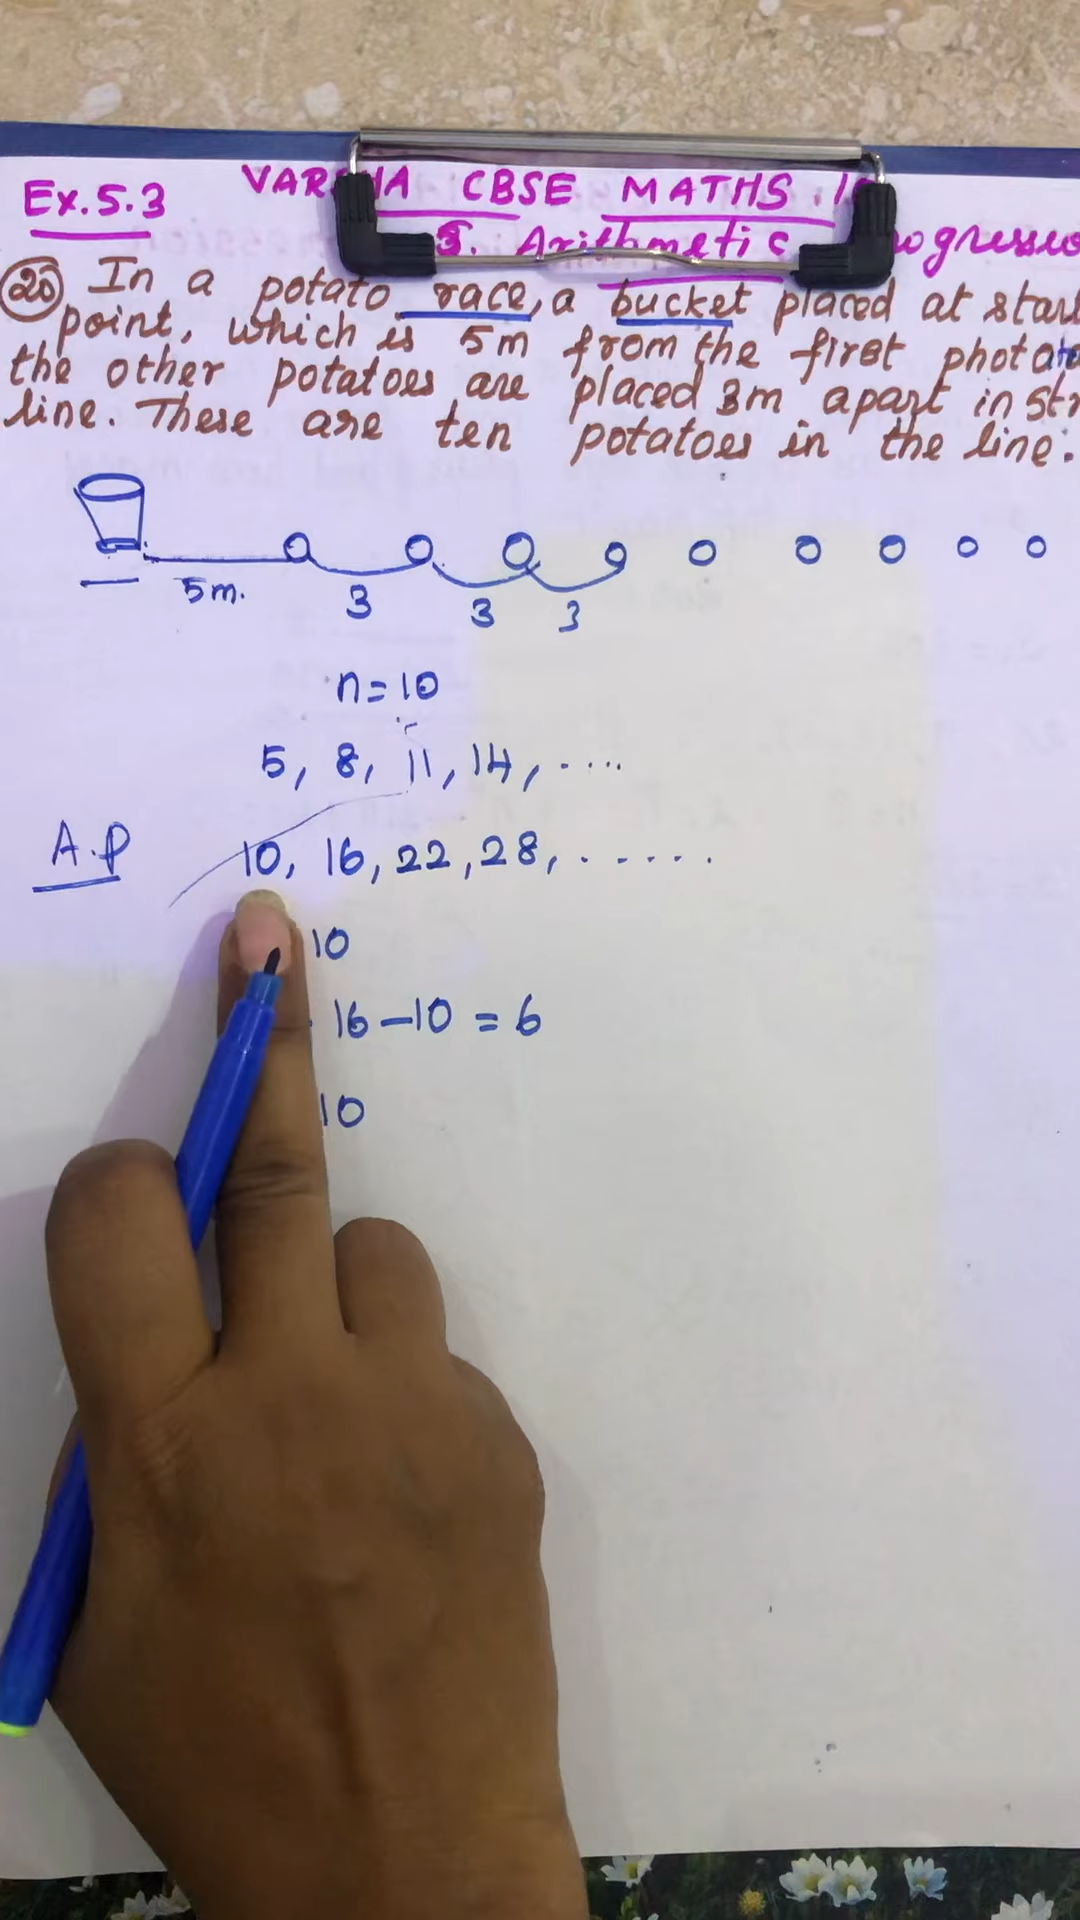 Ex.5.3
CBSE MATHS
5. Arithmetic
20 In a potato race, a bucket placed at
point, which is 5m from the first
the other potatoes are placed 3m apart in
line. These are ten potatoes in the line.
5m. 3 3 3
n=10
5, 8, 11, 14, .....
A.P 10, 16, 22, 28, ......
10
16-10 = 6
10